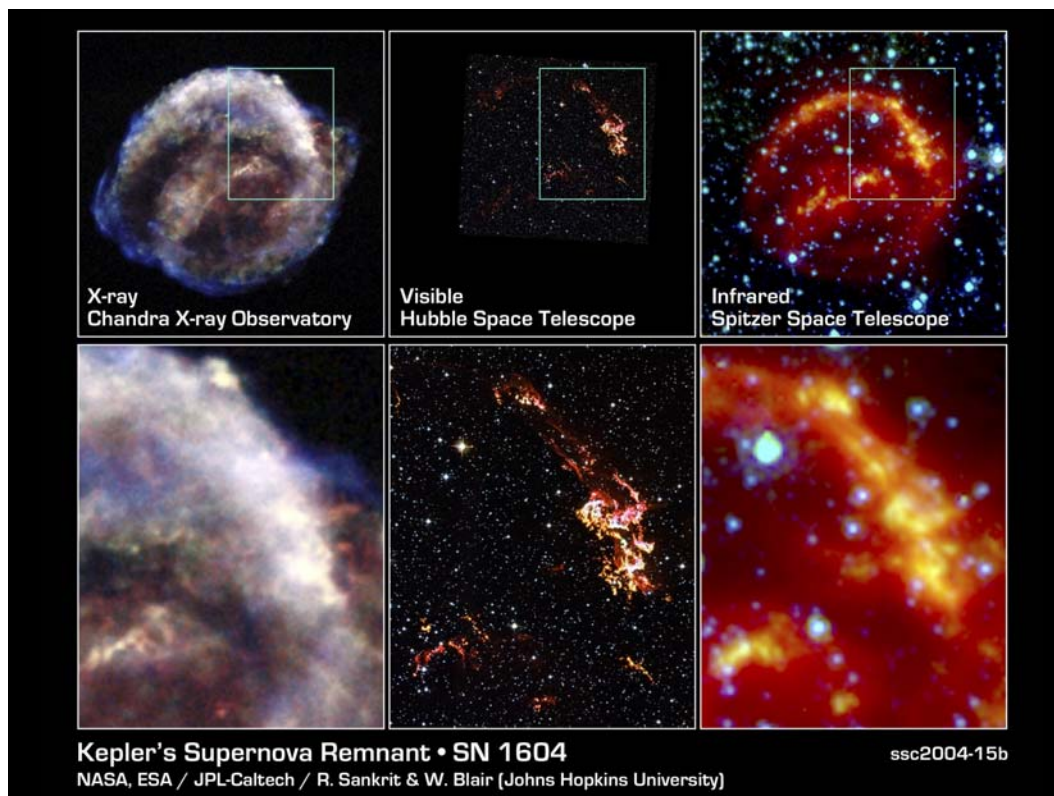 X-ray
Chandra X-ray Observatory
Visible
Hubble Space Telescope
Infrared
Spitzer Space Telescope
Kepler's Supernova Remnant • SN 1604
ssc2004-15b
NASA, ESA / JPL-Caltech / R. Sankrit & W. Blair (Johns Hopkins University)